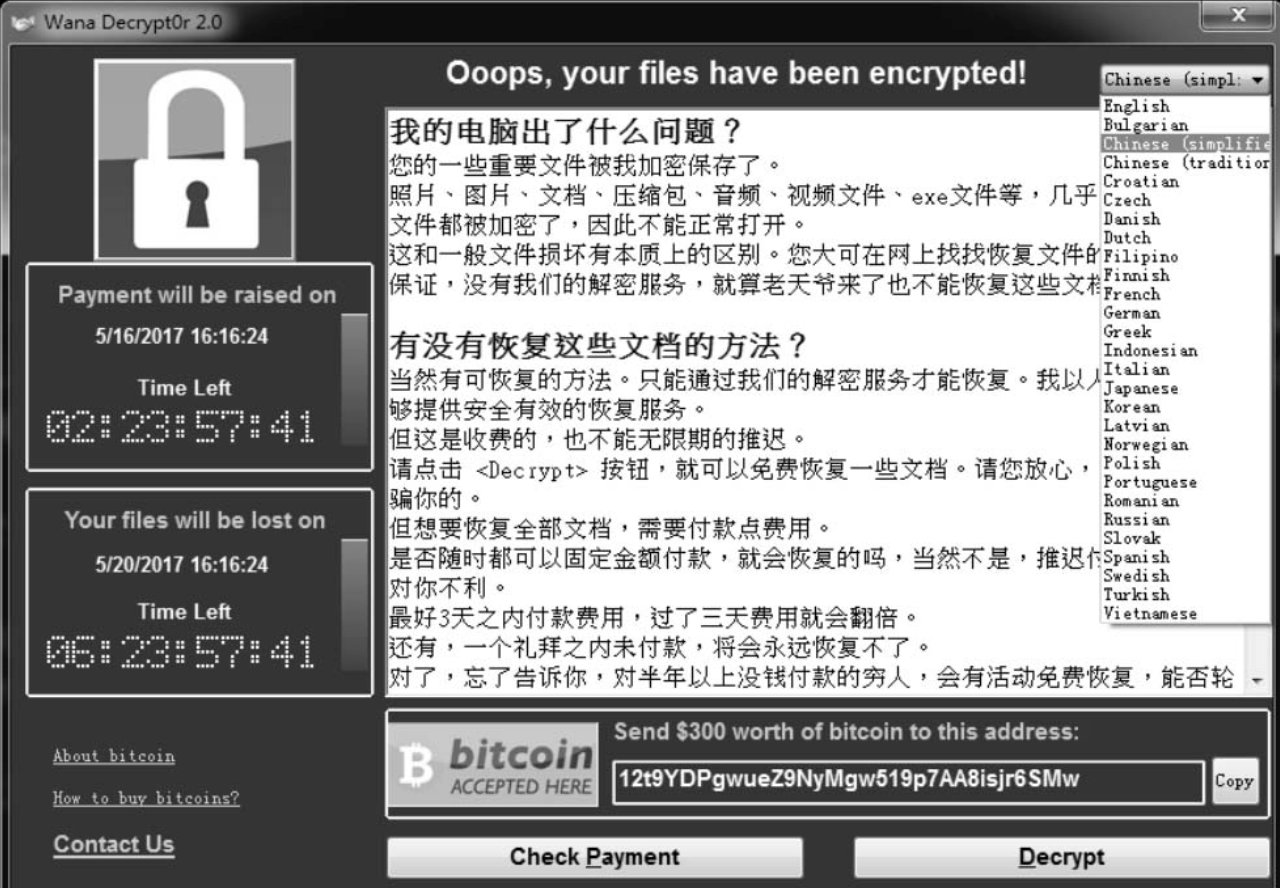 Wana Decrypt0r 2.0
Ooops, your files have been encrypted!
Payment will be raised on
5/16/2017 16:16:24
Time Left
02:23:57:41
Your files will be lost on
5/20/2017 16:16:24
Time Left
06:23:57:41
About bitcoin
How to buy bitcoins?
Contact Us
我的电脑出了什么问题？
您的一些重要文件被我加密保存了。
照片、图片、文档、压缩包、音频、视频文件、exe文件等，几乎
文件都被加密了，因此不能正常打开。
这和一般文件损坏有本质上的区别。您大可在网上找找恢复文件的
保证，没有我们的解密服务，就算老天爷来了也不能恢复这些文档
有没有恢复这些文档的方法？
当然有可恢复的方法。只能通过我们的解密服务才能恢复。我以人
够提供安全有效的恢复服务。
但这是收费的，也不能无限期的推迟。
请点击 <Decrypt> 按钮，就可以免费恢复一些文档。请您放心，
骗你的。
但想要恢复全部文档，需要付款点费用。
是否随时都可以固定金额付款，就会恢复的吗，当然不是，推迟付
对你不利。
最好3天之内付款费用，过了三天费用就会翻倍。
还有，一个礼拜之内未付款，将会永远恢复不了。
对了，忘了告诉你，对半年以上没钱付款的穷人，会有活动免费恢复，能否轮
Chinese (simpl:
English
Bulgarian
Chinese (simplifie
Chinese (tradition
Croatian
Czech
Danish
Dutch
Filipino
Finnish
French
German
Greek
Indonesian
Italian
Japanese
Korean
Latvian
Norwegian
Polish
Portuguese
Romanian
Russian
Slovak
Spanish
Swedish
Turkish
Vietnamese
bitcoin
ACCEPTED HERE
Send $300 worth of bitcoin to this address:
12t9YDPgwueZ9NyMgw519p7AA8isjr6SMw
Copy
Check Payment
Decrypt